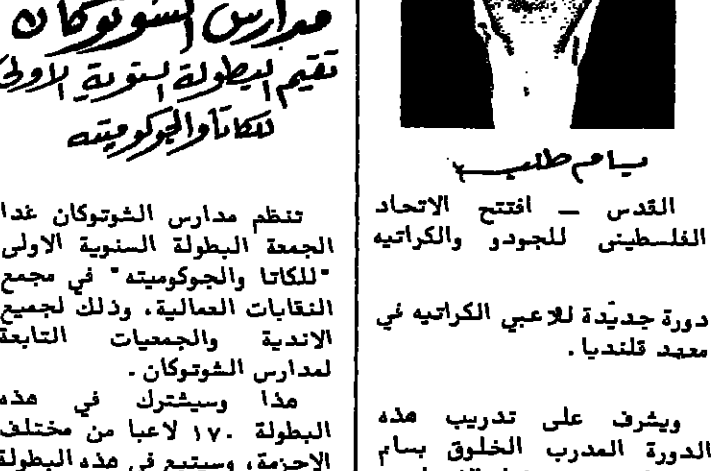 القدس – افتتح الاتحاد
الفلسطينى للجودو والكراتيه
دورة جديدة للاعبي الكراتيه في
معهد قلنديا .
ويشرف على تدريب هذه
الدورة المدرب الخلوق بسام
مدارس الشوتوكان
تقيم البطولة السنوية الاولى
للكاتا والجوكوميته
تنظم مدارس الشوتوكان غدا
الجمعة البطولة السنوية الاولى
"للكاتا والجوكوميته" في مجمع
النقابات العمالية، وذلك لجميع
الاندية والجمعيات التابعة
لمدارس الشوتوكان .
هذا وسيشترك في هذه
البطولة ١٧٠ لاعبا من مختلف
الاحزمة، وسيتبع في هذه البطولة